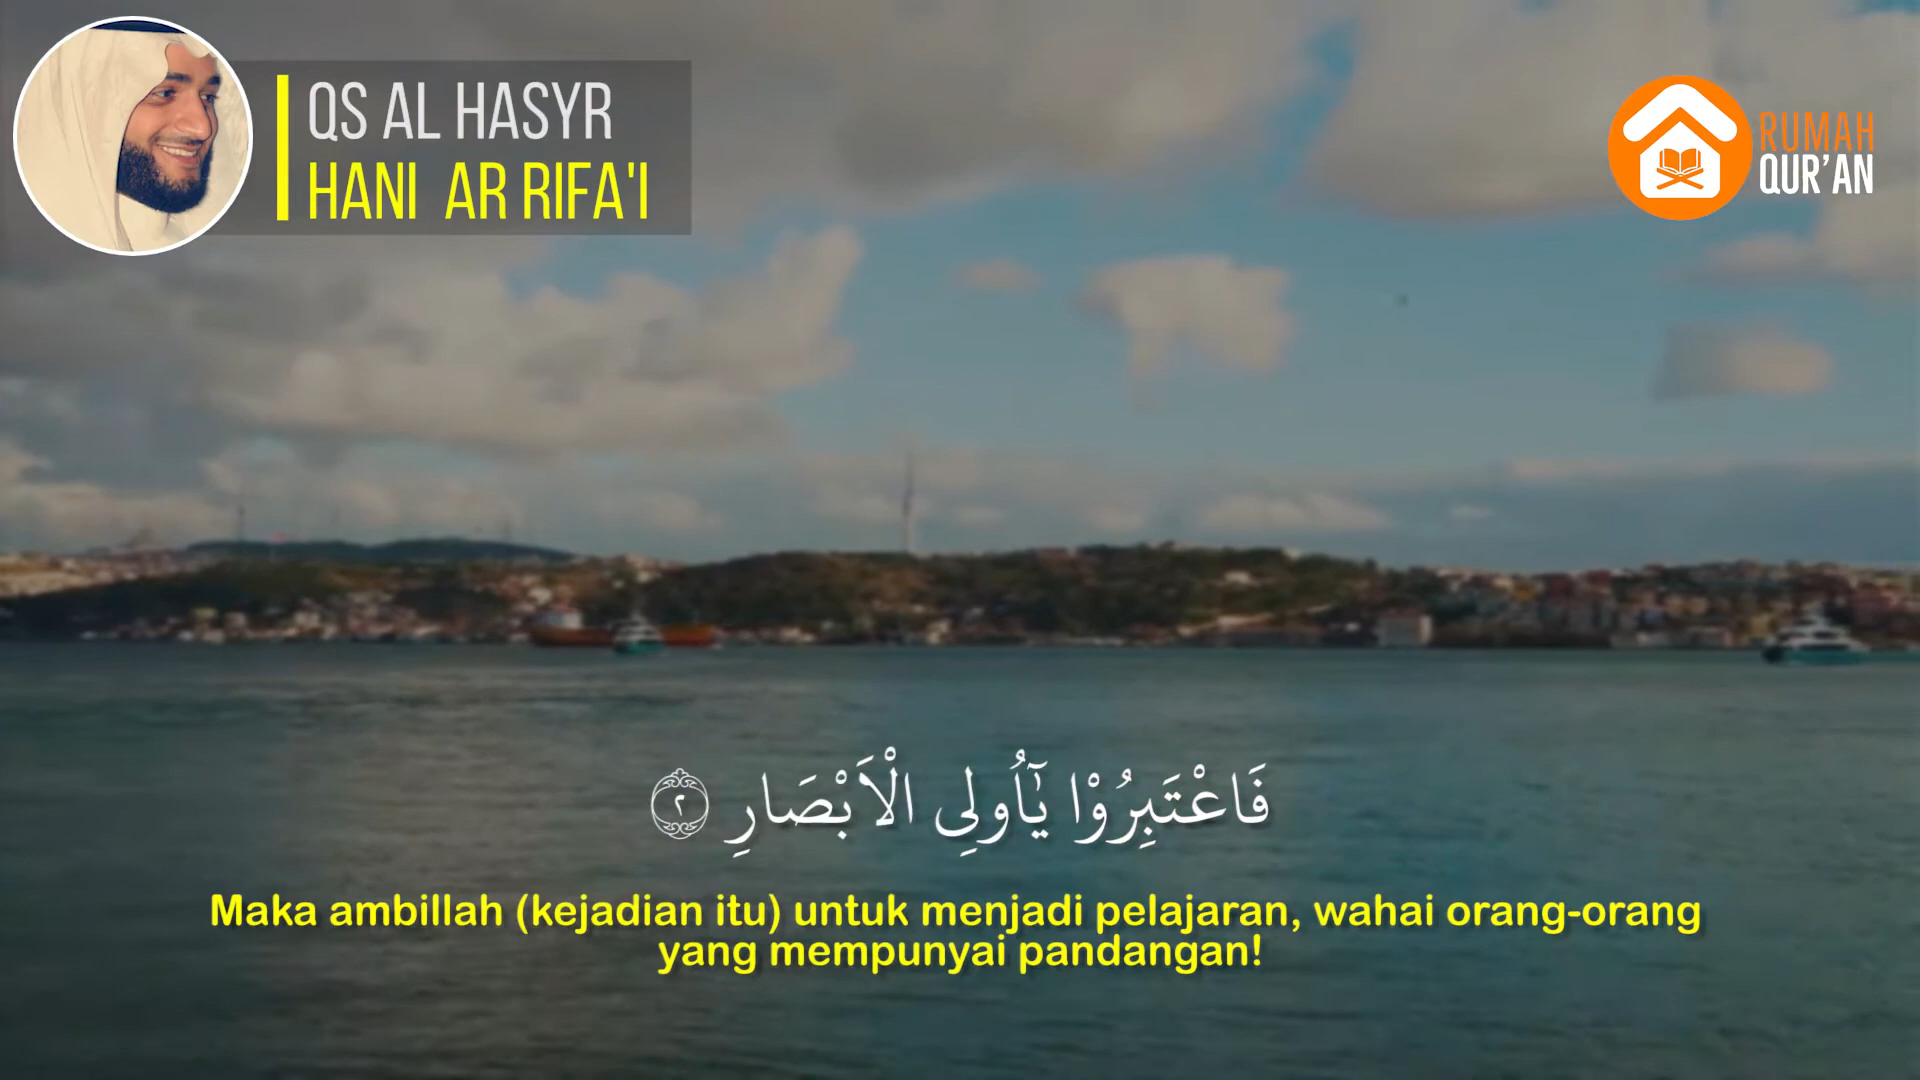 QS AL HASYR
HANI AR RIFA'I
RUMAH
QUR'AN
فَاعْتَبِرُوْا يٰٓاُولِى الْاَبْصَارِ ۝٢
Maka ambillah (kejadian itu) untuk menjadi pelajaran, wahai orang-orang
yang mempunyai pandangan!